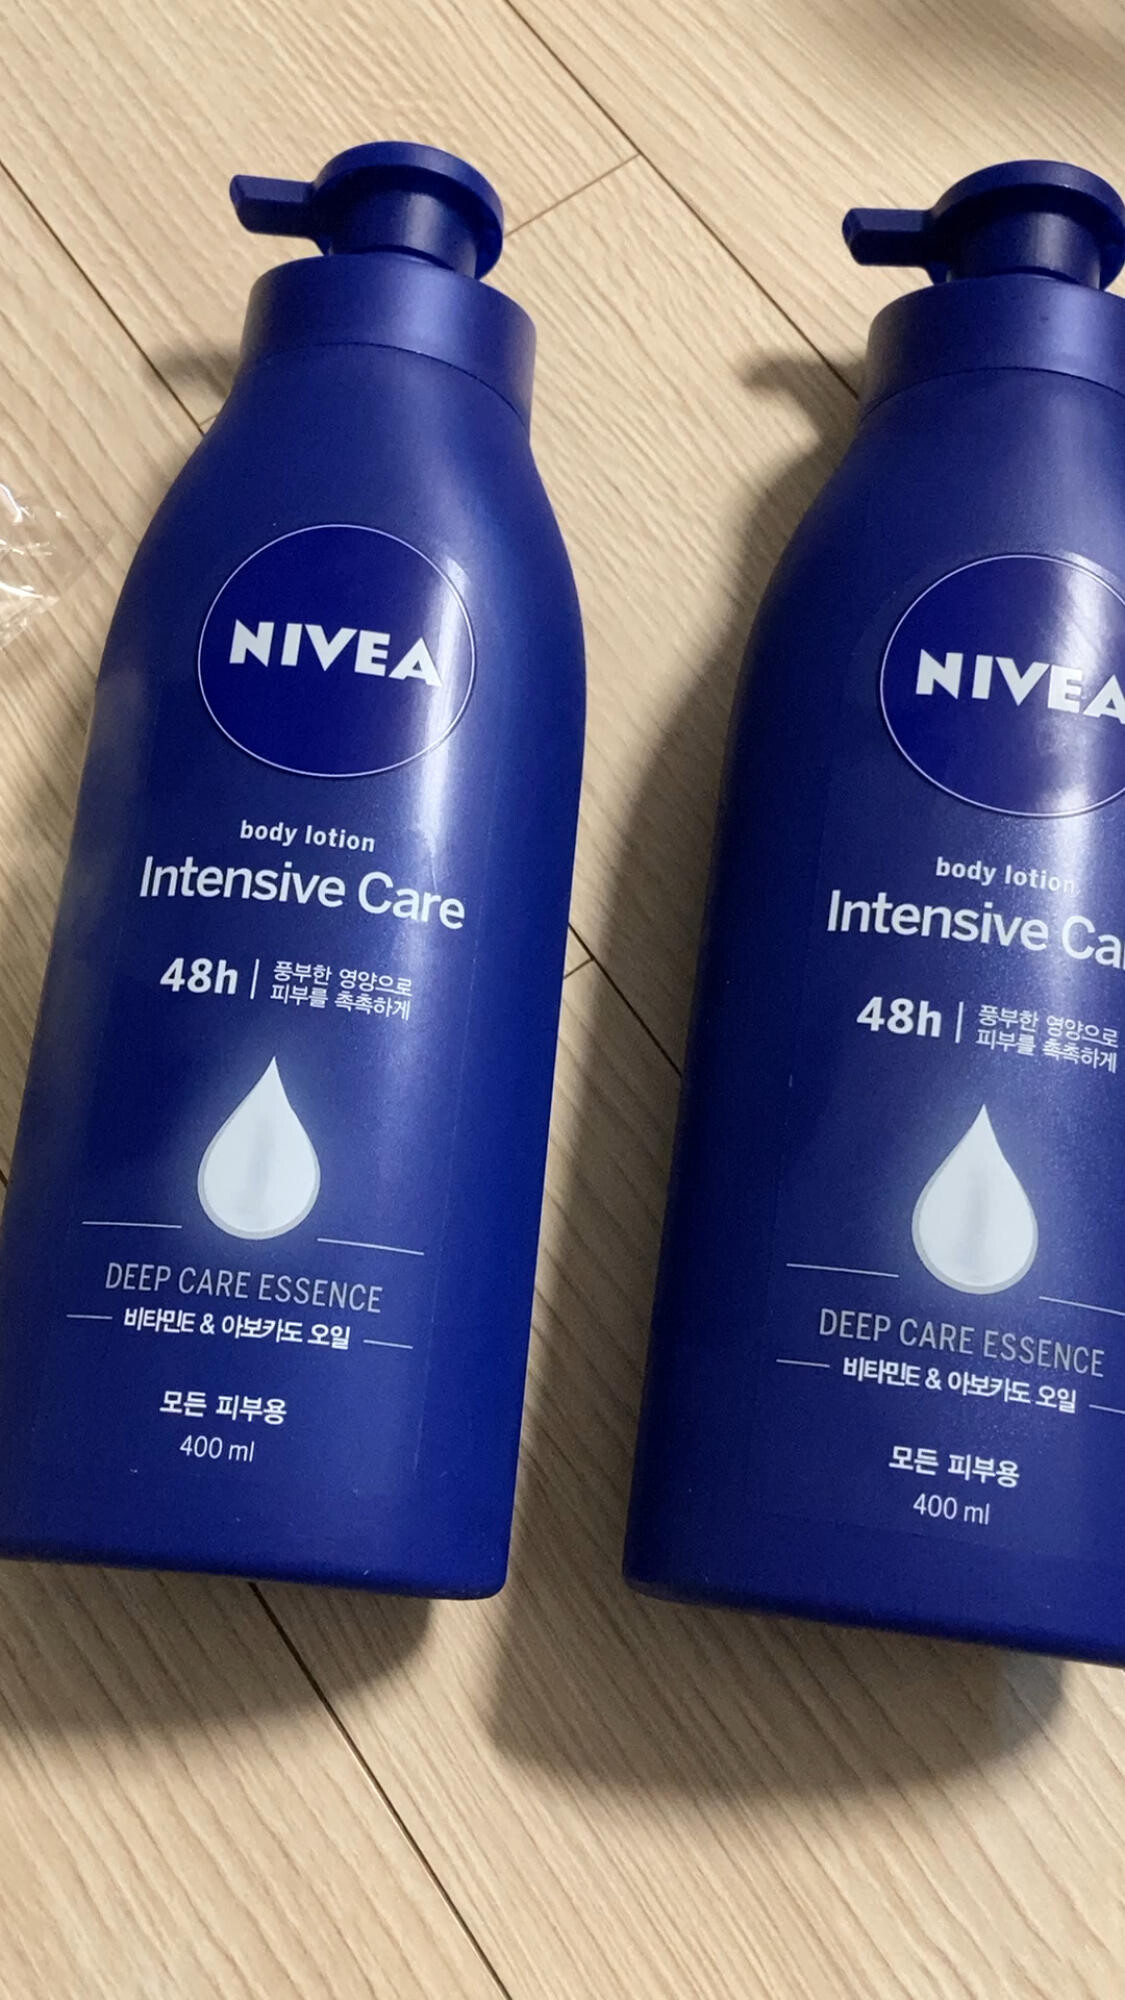 NIVEA
body lotion
Intensive Care
48h | 풍부한 영양으로
피부를 촉촉하게
DEEP CARE ESSENCE
비타민E & 아보카도 오일
모든 피부용
400 ml
NIVEA
body lotion
Intensive Ca
48h | 풍부한 영양으로
피부를 촉촉하게
DEEP CARE ESSENCE
비타민E & 아보카도 오일
모든 피부용
400 ml